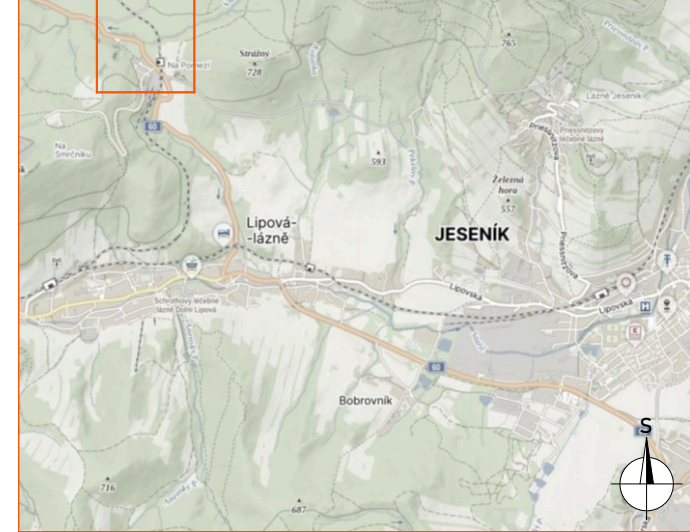 Strážný
728
765
Na Pomezí
Lázně Jeseník
60
Priessnitzova
Priessnitzovy
léčebné lázně
Na
Smrčníku
593
Železná
hora
557
Lipová-
-lázně
JESENÍK
Priessnitzova
Lipovská
Lipovská
Schrothovy léčebné
lázně Dolní Lipová
H
60
Bobrovník
S
716
687